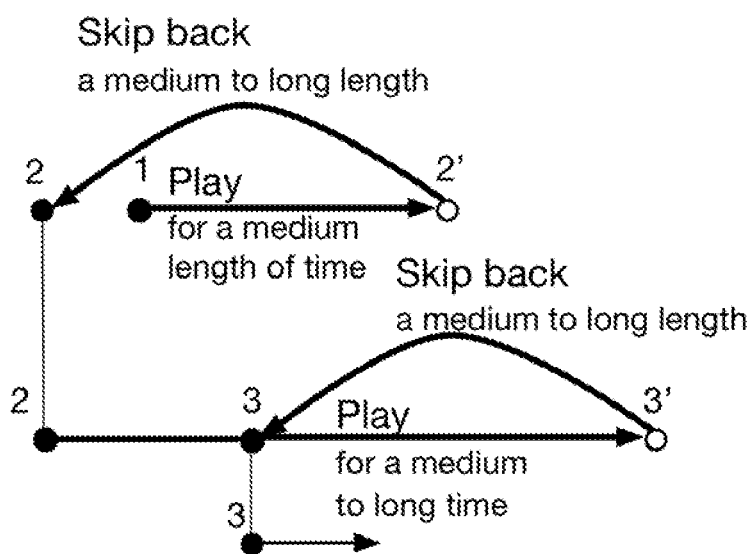 Skip back
a medium to long length
2
1
Play
2'
for a medium
length of time
Skip back
a medium to long length
2
3
Play
3'
for a medium
to long time
3